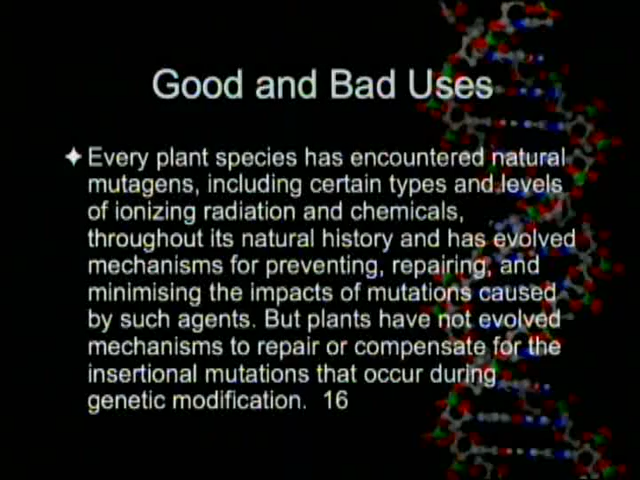 Good and Bad Uses
Every plant species has encountered natural
mutagens, including certain types and levels
of ionizing radiation and chemicals,
throughout its natural history and has evolved
mechanisms for preventing, repairing, and
minimising the impacts of mutations caused
by such agents. But plants have not evolved
mechanisms to repair or compensate for the
insertional mutations that occur during
genetic modification. 16